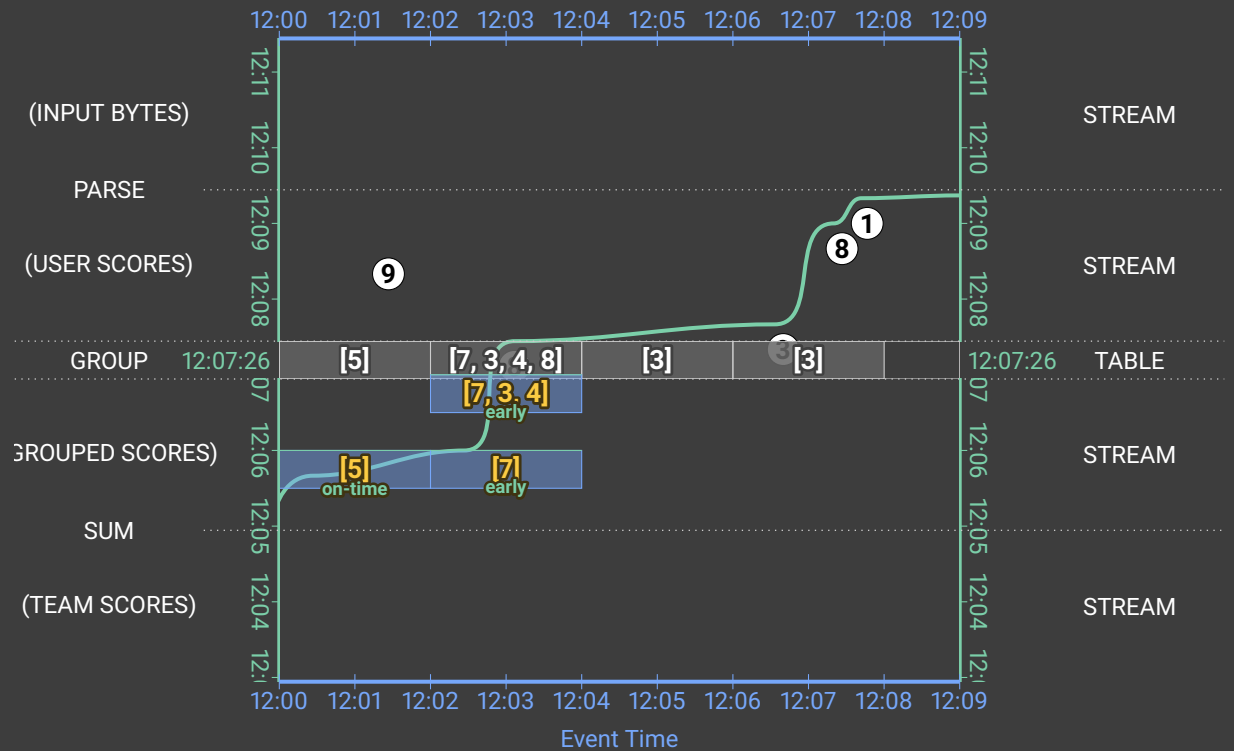 12:00 12:01 12:02 12:03 12:04 12:05 12:06 12:07 12:08 12:09
12:11 12:11
(INPUT BYTES) STREAM
12:10 12:10
PARSE
12:09 1 12:09
8
(USER SCORES) STREAM
9
12:08 12:08
GROUP 12:07:26 [5] [7, 3, 4, 8] [3] 3 [3] 12:07:26 TABLE
07 [7, 3, 4] 07
early
12:06 12:06
GROUPED SCORES) STREAM
[5] [7]
on-time early
12:05 12:05
SUM
12:04 12:04
(TEAM SCORES) STREAM
12:00 12:01 12:02 12:03 12:04 12:05 12:06 12:07 12:08 12:09
Event Time